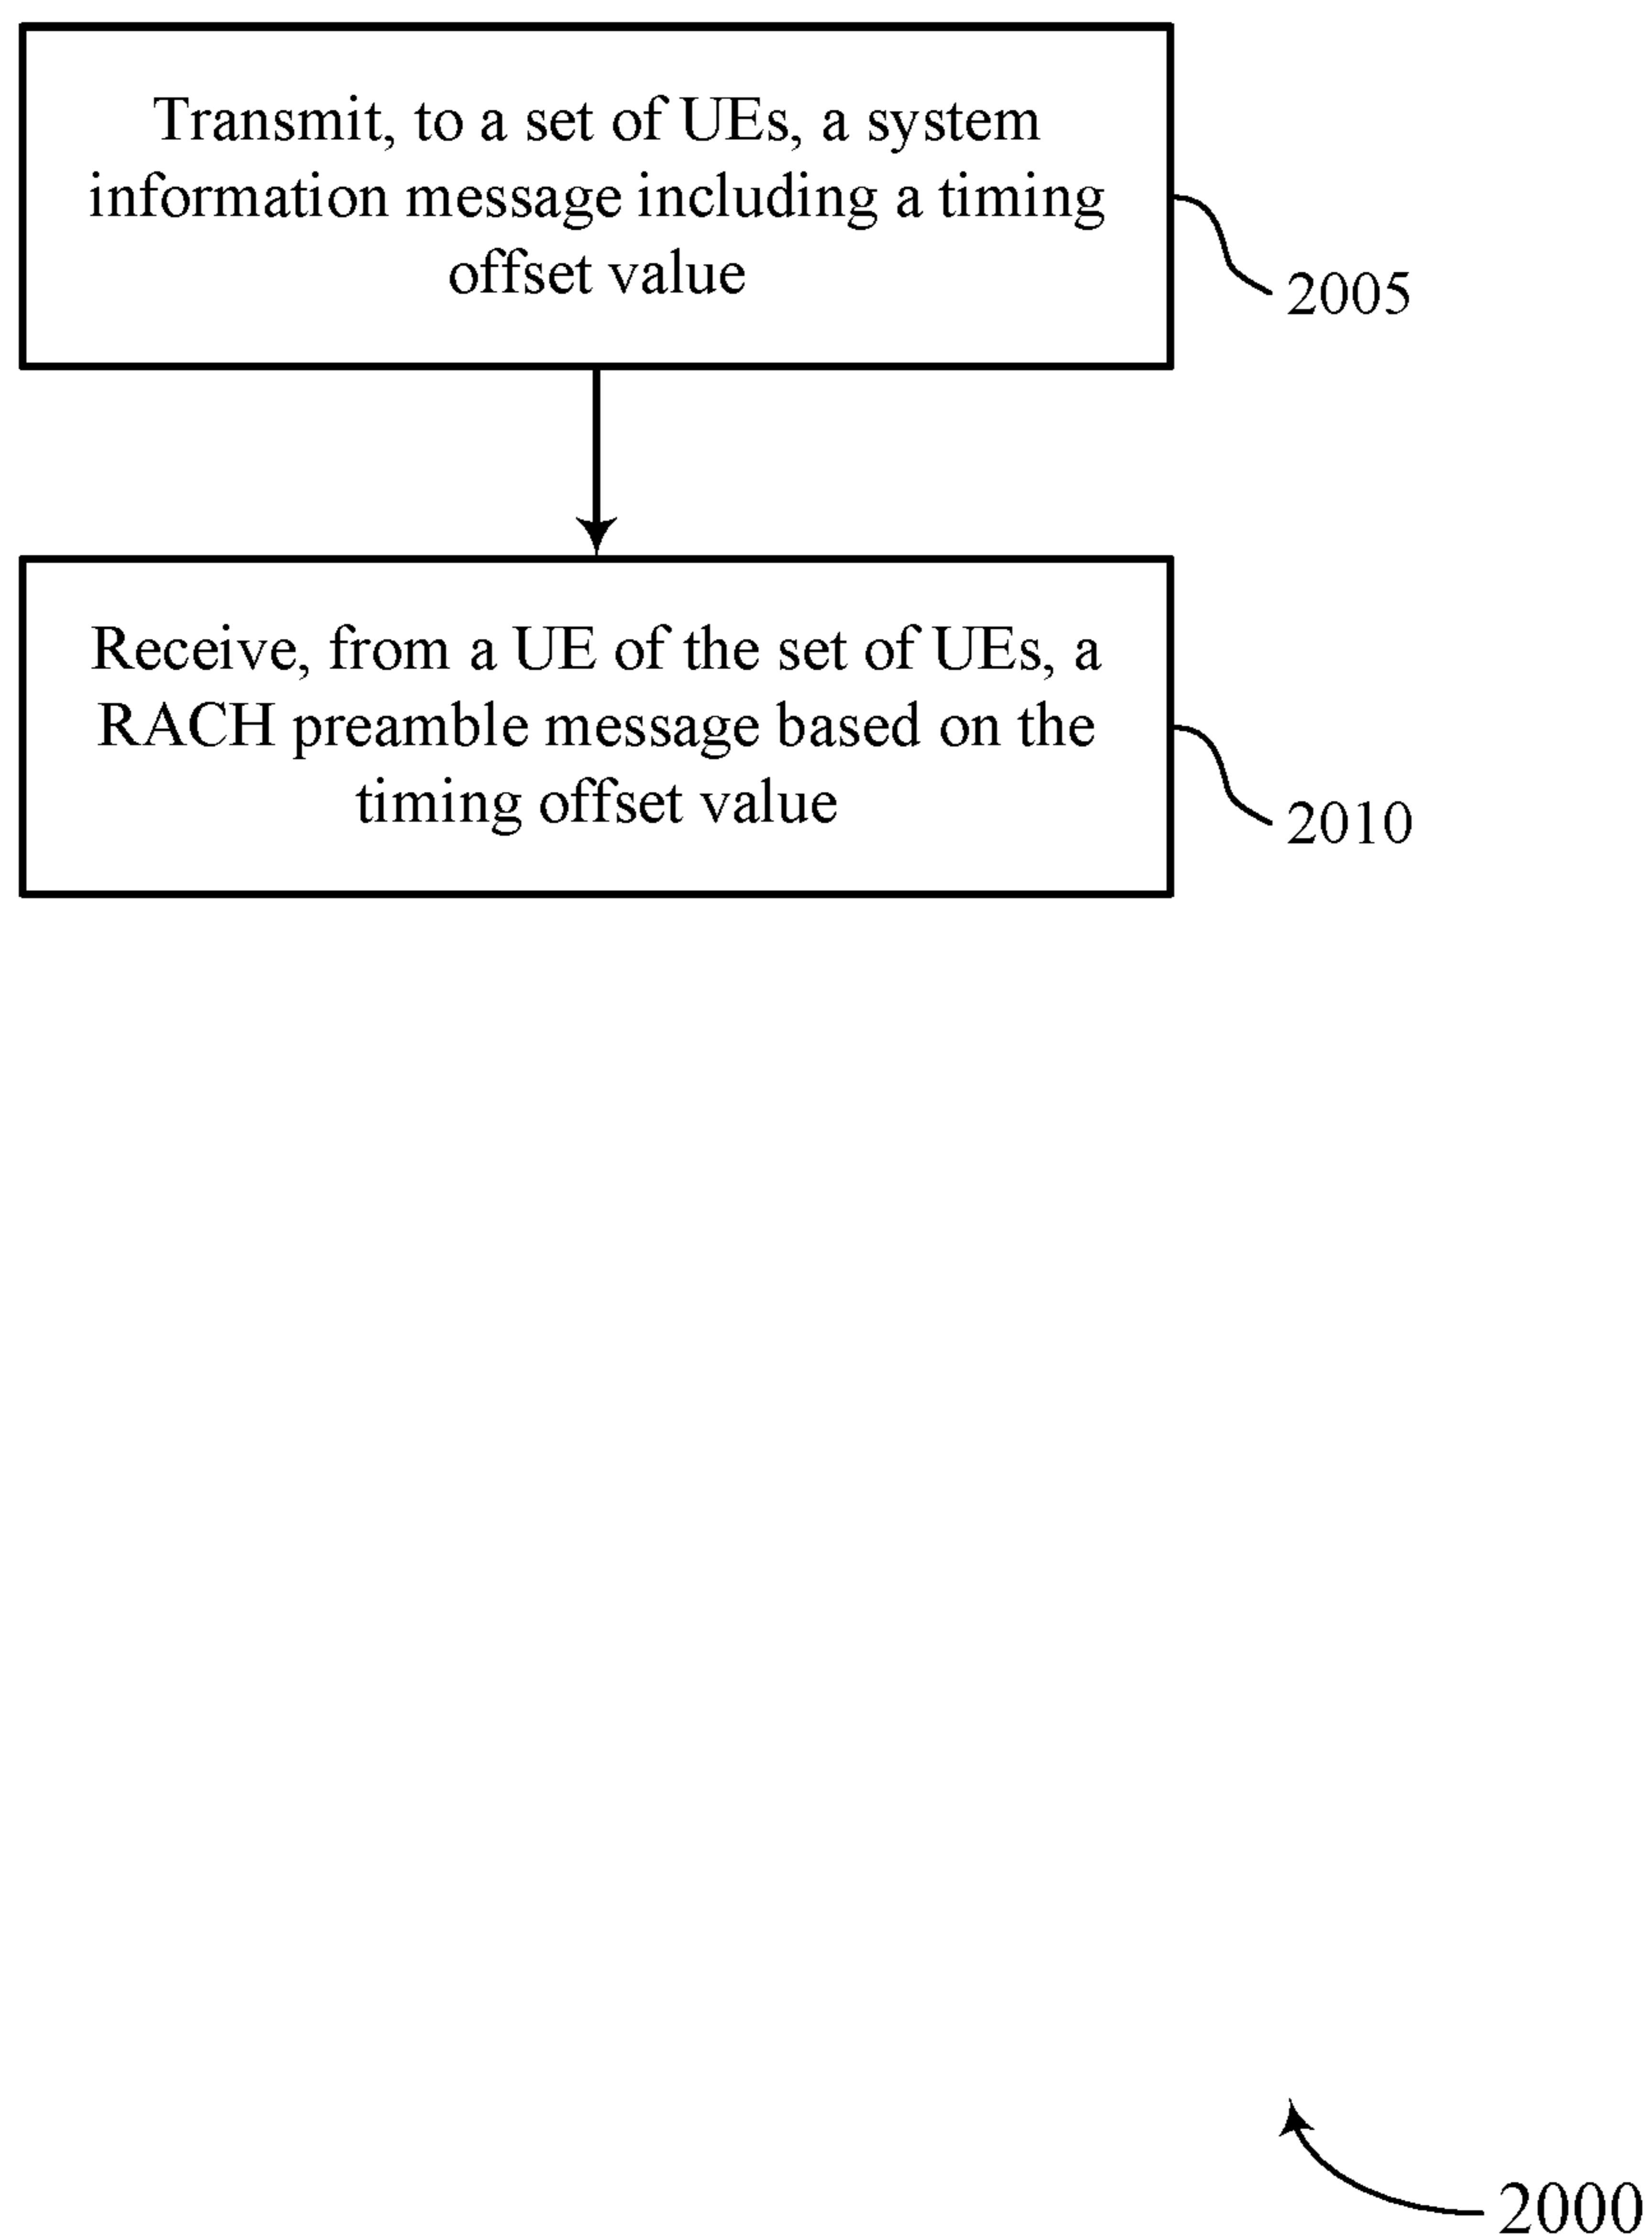 Transmit, to a set of UEs, a system
information message including a timing
offset value
2005
Receive, from a UE of the set of UEs, a
RACH preamble message based on the
timing offset value
2010
2000